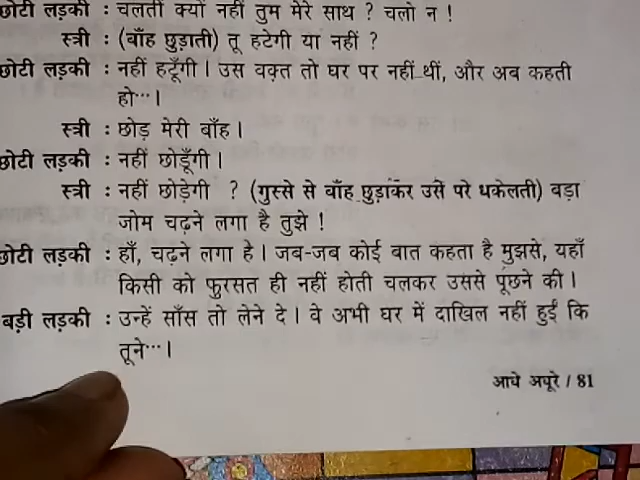 छोटी लड़की : चलतीं क्यों नहीं तुम मेरे साथ ? चलो न !
स्त्री : (बाँह छुड़ाती) तू हटेगी या नहीं ?
छोटी लड़की : नहीं हटूँगी। उस वक़्त तो घर पर नहीं थीं, और अब कहती
हो···।
स्त्री : छोड़ मेरी बाँह।
छोटी लड़की : नहीं छोडूँगी।
स्त्री : नहीं छोड़ेगी ? (गुस्से से बाँह छुड़ाकर उसे परे धकेलती) बड़ा
जोम चढ़ने लगा है तुझे !
छोटी लड़की : हाँ, चढ़ने लगा है। जब-जब कोई बात कहता है मुझसे, यहाँ
किसी को फुरसत ही नहीं होती चलकर उससे पूछने की।
बड़ी लड़की : उन्हें साँस तो लेने दे। वे अभी घर में दाखिल नहीं हुईं कि
तूने···।
आधे अधूरे / 81